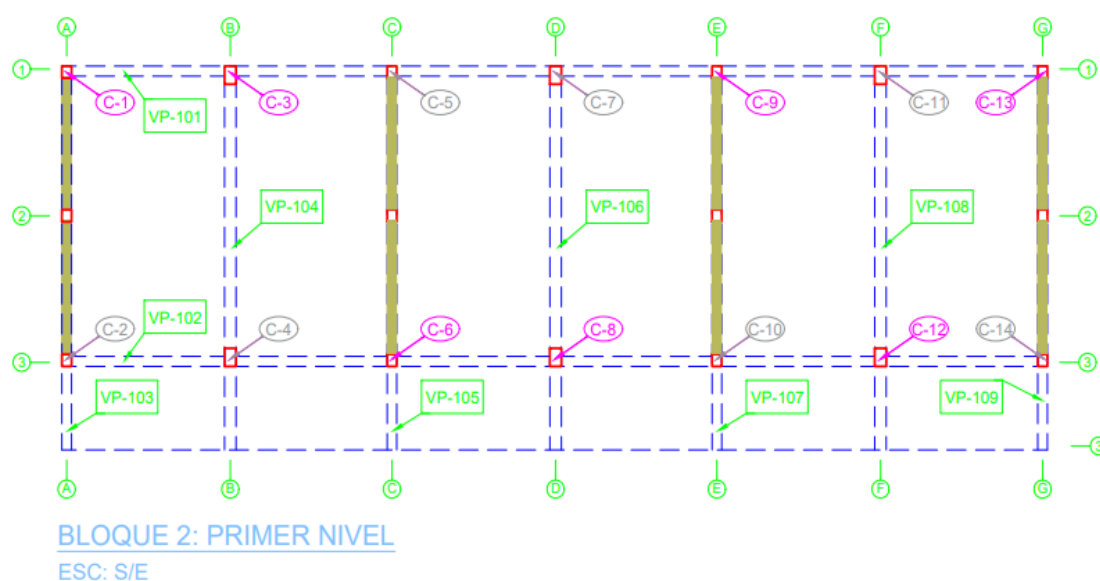 A B C D E F G
1 1
C-1 C-3 C-5 C-7 C-9 C-11 C-13
VP-101
VP-104 VP-106 VP-108
2 2
VP-102
C-2 C-4 C-6 C-8 C-10 C-12 C-14
3 3
VP-103 VP-105 VP-107 VP-109
3
A B C D E F G
BLOQUE 2: PRIMER NIVEL
ESC: S/E